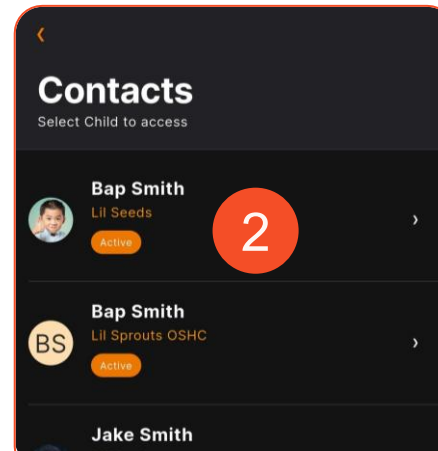 Contacts
Select Child to access
Bap Smith
Lil Seeds
Active
2
Bap Smith
BS
Lil Sprouts OSHC
Active
Jake Smith